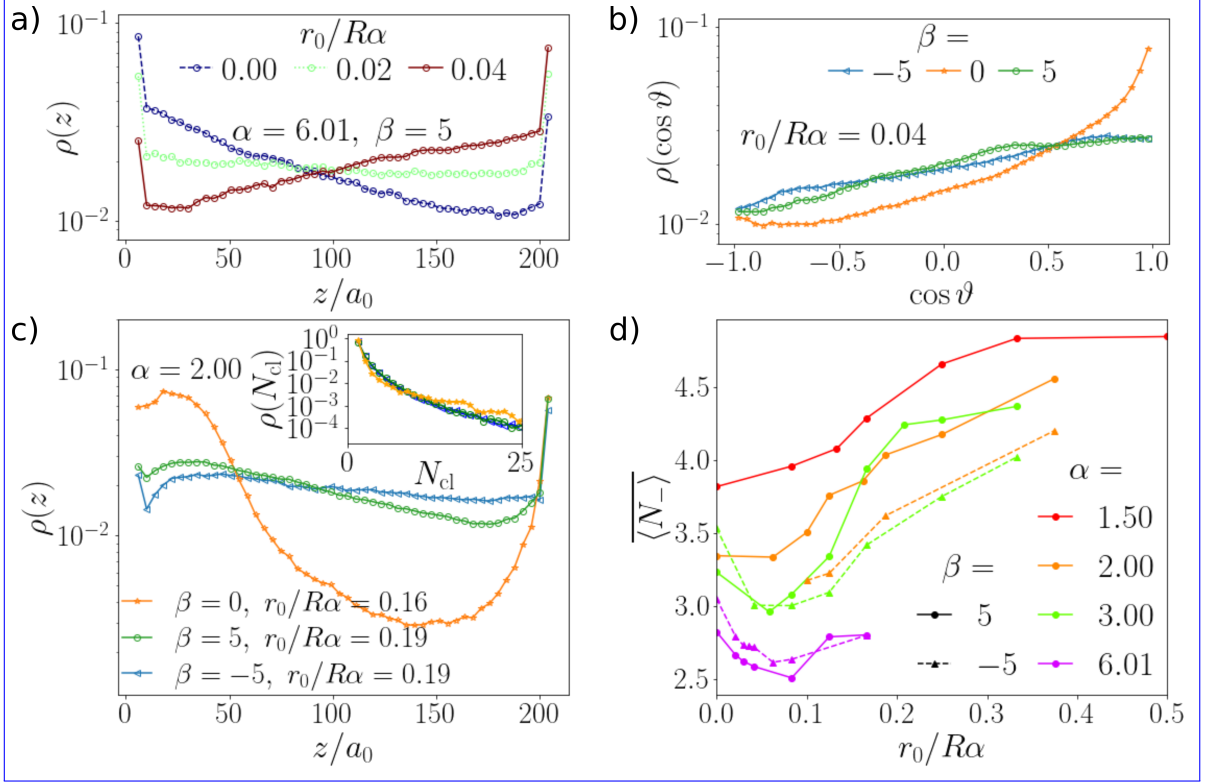 a)
10⁻¹
10⁻²
ρ(z)
r₀/Rα
0.00
0.02
0.04
α = 6.01, β = 5
0
50
100
150
200
z/a₀
b)
10⁻¹
10⁻²
ρ(cos ϑ)
β =
−5
0
5
r₀/Rα = 0.04
−1.0
−0.5
0.0
0.5
1.0
cos ϑ
c)
10⁻¹
10⁻²
ρ(z)
α = 2.00
10⁰
10⁻¹
10⁻²
10⁻³
10⁻⁴
ρ(N_cl)
0
25
N_cl
β = 0, r₀/Rα = 0.16
β = 5, r₀/Rα = 0.19
β = −5, r₀/Rα = 0.19
0
50
100
150
200
z/a₀
d)
4.5
4.0
3.5
3.0
2.5
⟨N₋⟩
α =
1.50
2.00
3.00
6.01
β =
5
−5
0.0
0.1
0.2
0.3
0.4
0.5
r₀/Rα